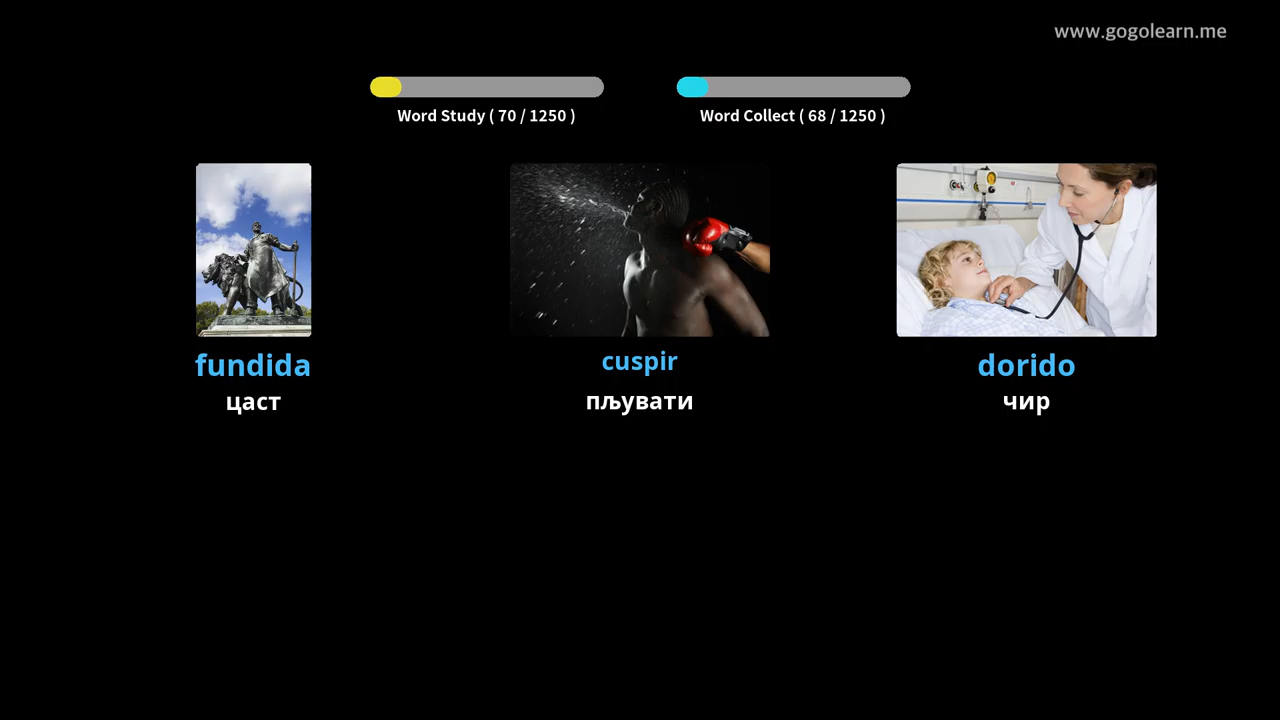 www.gogolearn.me
Word Study ( 70 / 1250 )
Word Collect ( 68 / 1250 )
fundida
cuspir
dorido
цаст
пљувати
чир